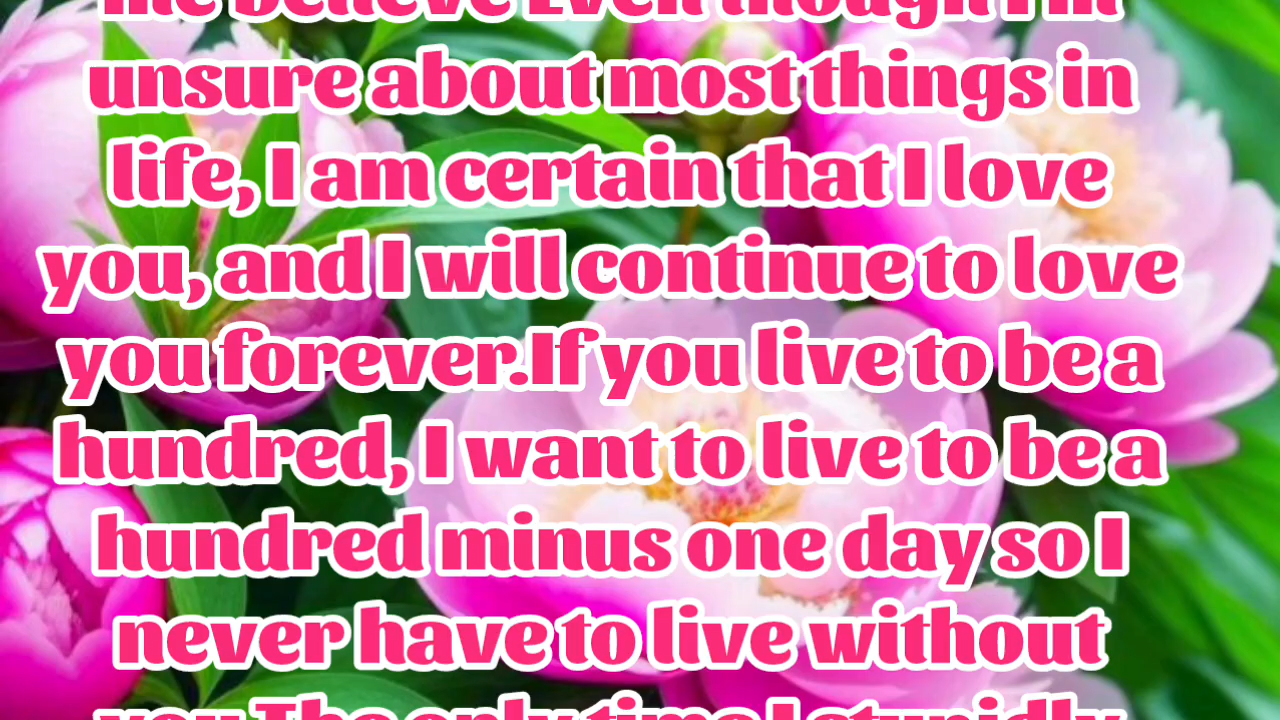 me believe Even though I'm
unsure about most things in
life, I am certain that I love
you, and I will continue to love
you forever.If you live to be a
hundred, I want to live to be a
hundred minus one day so I
never have to live without
you.The only time I stupidly